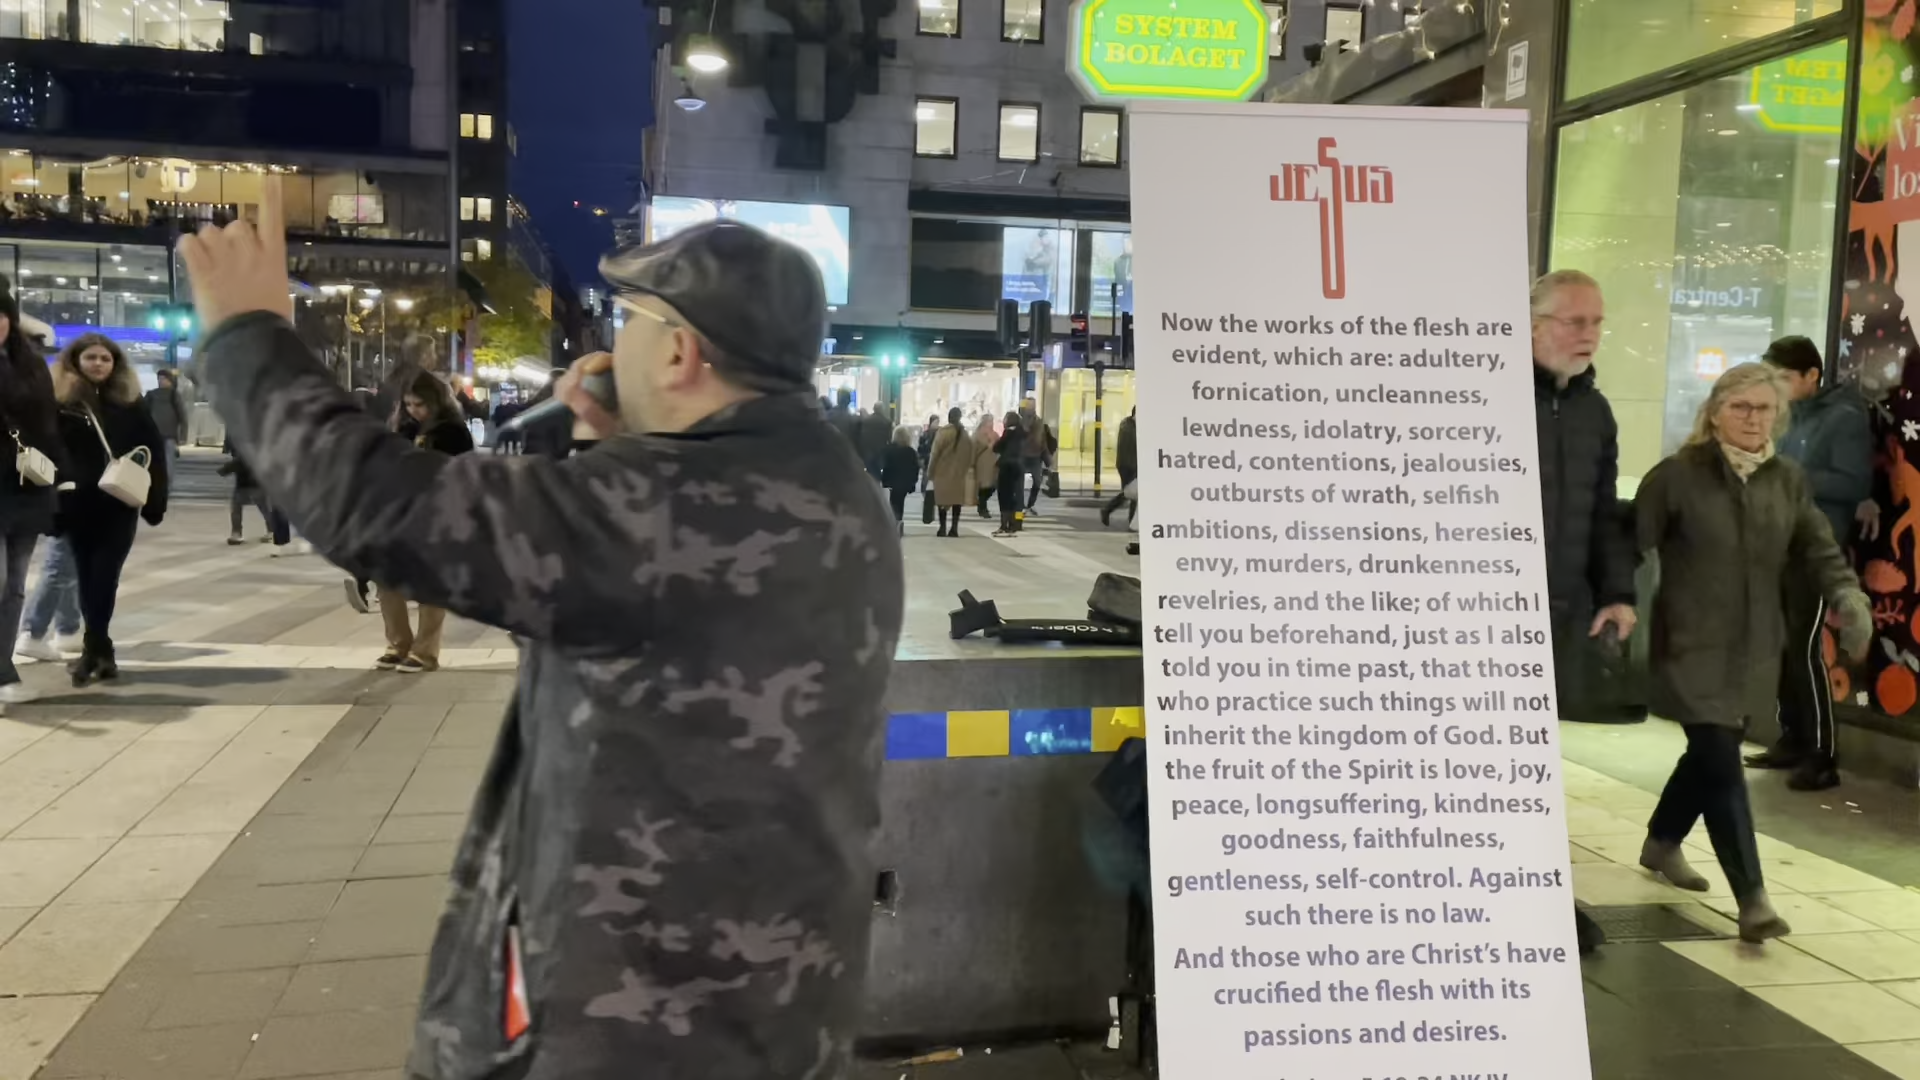 SYSTEM
BOLAGET
T
JESUS
Now the works of the flesh are
evident, which are: adultery,
fornication, uncleanness,
lewdness, idolatry, sorcery,
hatred, contentions, jealousies,
outbursts of wrath, selfish
ambitions, dissensions, heresies,
envy, murders, drunkenness,
revelries, and the like; of which I
tell you beforehand, just as I also
told you in time past, that those
who practice such things will not
inherit the kingdom of God. But
the fruit of the Spirit is love, joy,
peace, longsuffering, kindness,
goodness, faithfulness,
gentleness, self-control. Against
such there is no law.
And those who are Christ's have
crucified the flesh with its
passions and desires.
T-Central